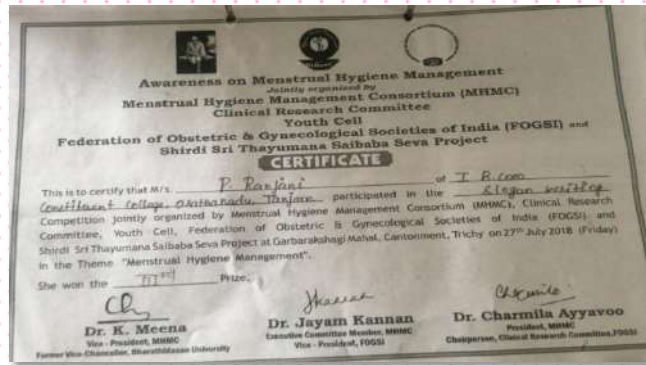 Awareness on Menstrual Hygiene Management
Jointly organized by
Menstrual Hygiene Management Consortium (MHMC)
Clinical Research Committee
Youth Cell
Federation of Obstetric & Gynecological Societies of India (FOGSI) and
Shirdi Sri Thayumana Saibaba Seva Project
CERTIFICATE
This is to certify that M/s. P. Ranjani of I B.com
Constituent College, Tanjore participated in the Slogan writing
Competition jointly organized by Menstrual Hygiene Management Consortium (MHMC), Clinical Research
Committee, Youth Cell, Federation of Obstetric & Gynecological Societies of India (FOGSI) and
Shirdi Sri Thayumana Saibaba Seva Project at Garbarakshagi Mahal, Cantonment, Trichy on 27th July 2018 (Friday)
in the Theme "Menstrual Hygiene Management".
She won the IIIrd Prize.
Dr. K. Meena
Vice - President, MHMC
Former Vice-Chancellor, Bharathidasan University
Dr. Jayam Kannan
Executive Committee Member, MHMC
Vice - President, FOGSI
Dr. Charmila Ayyavoo
President, MHMC
Chairperson, Clinical Research Committee, FOGSI